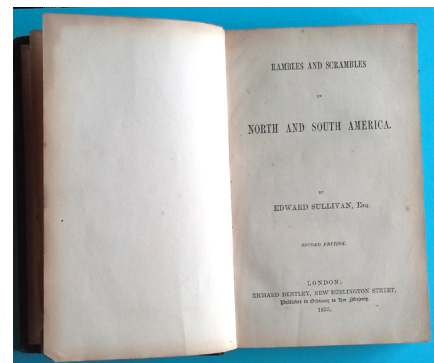 RAMBLES AND SCRAMBLES
IN
NORTH AND SOUTH AMERICA.
BY
EDWARD SULLIVAN, Esq.
SECOND EDITION.
LONDON:
RICHARD BENTLEY, NEW BURLINGTON STREET,
Publisher in Ordinary to Her Majesty.